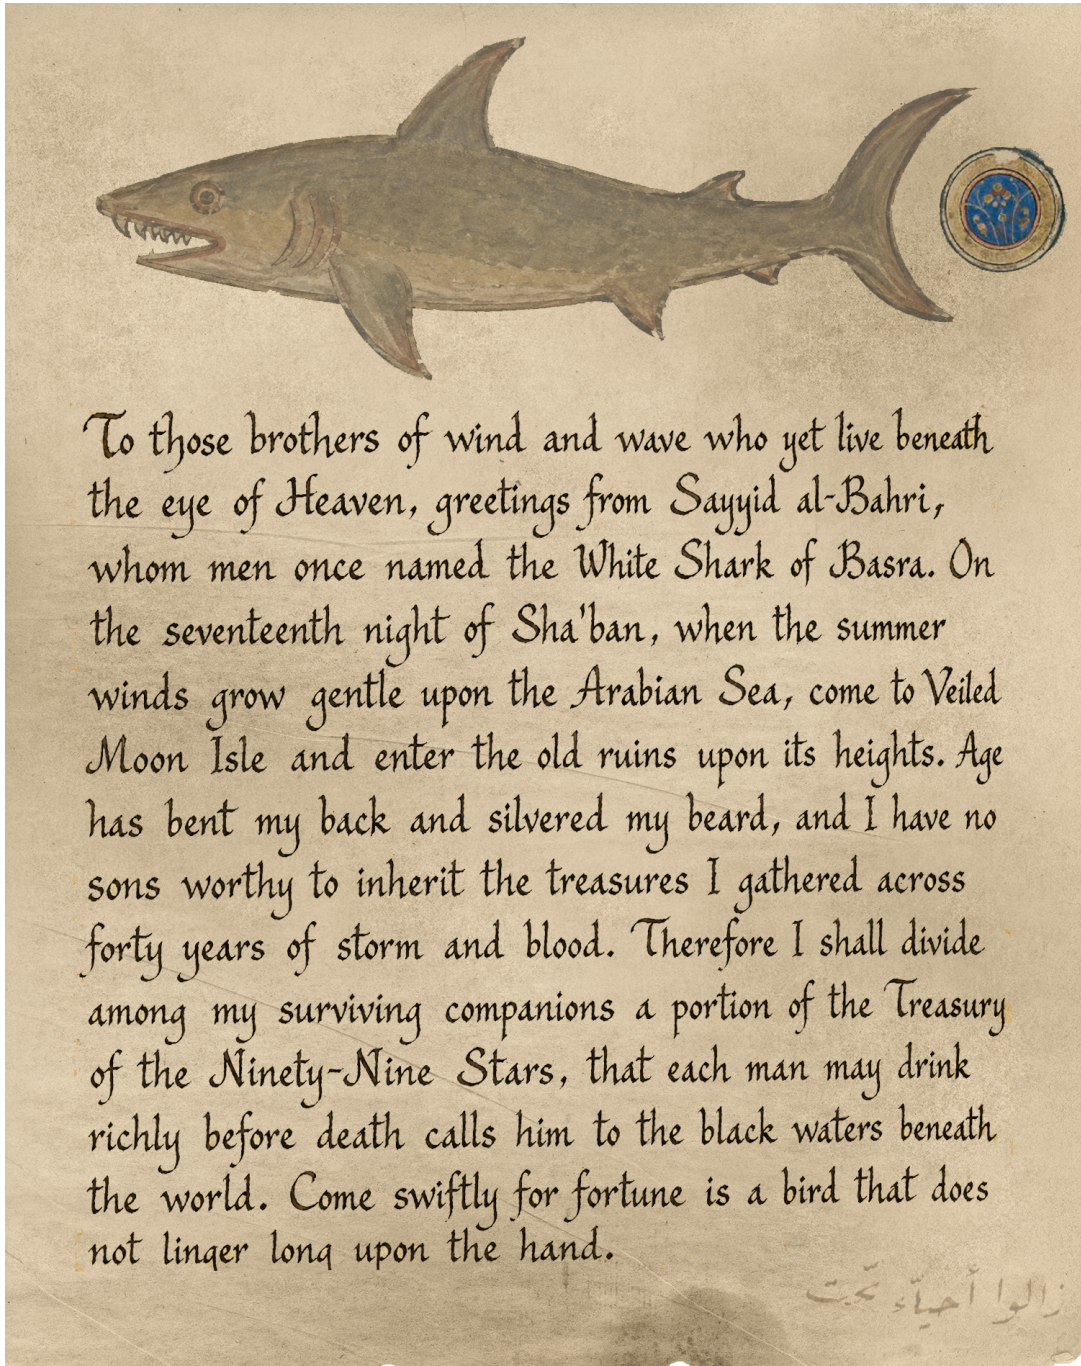 To those brothers of wind and wave who yet live beneath
the eye of Heaven, greetings from Sayyid al-Bahri,
whom men once named the White Shark of Basra. On
the seventeenth night of Sha'ban, when the summer
winds grow gentle upon the Arabian Sea, come to Veiled
Moon Isle and enter the old ruins upon its heights. Age
has bent my back and silvered my beard, and I have no
sons worthy to inherit the treasures I gathered across
forty years of storm and blood. Therefore I shall divide
among my surviving companions a portion of the Treasury
of the Ninety-Nine Stars, that each man may drink
richly before death calls him to the black waters beneath
the world. Come swiftly for fortune is a bird that does
not linger long upon the hand.
زالوا أحياء تحت